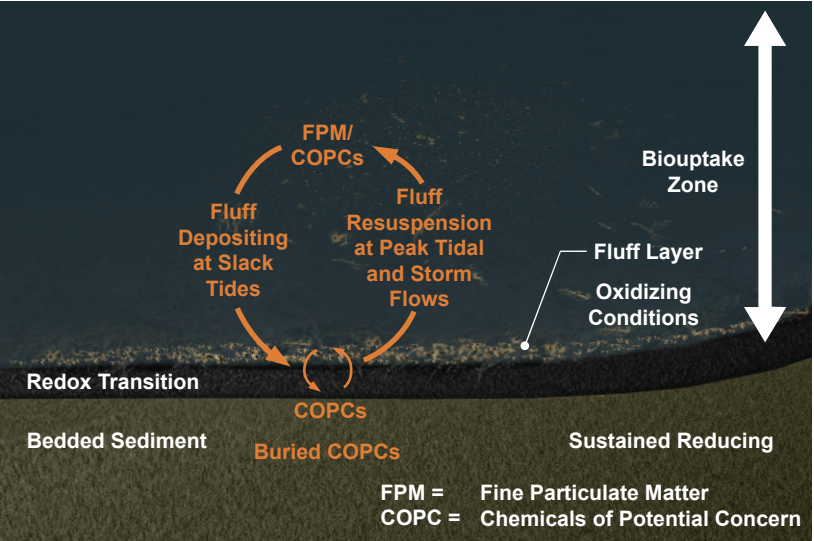 FPM/
COPCs
Biouptake
Zone
Fluff
Depositing
at Slack
Tides
Fluff
Resuspension
at Peak Tidal
and Storm
Flows
Fluff Layer
Oxidizing
Conditions
Redox Transition
COPCs
Bedded Sediment
Buried COPCs
Sustained Reducing
FPM = Fine Particulate Matter
COPC = Chemicals of Potential Concern